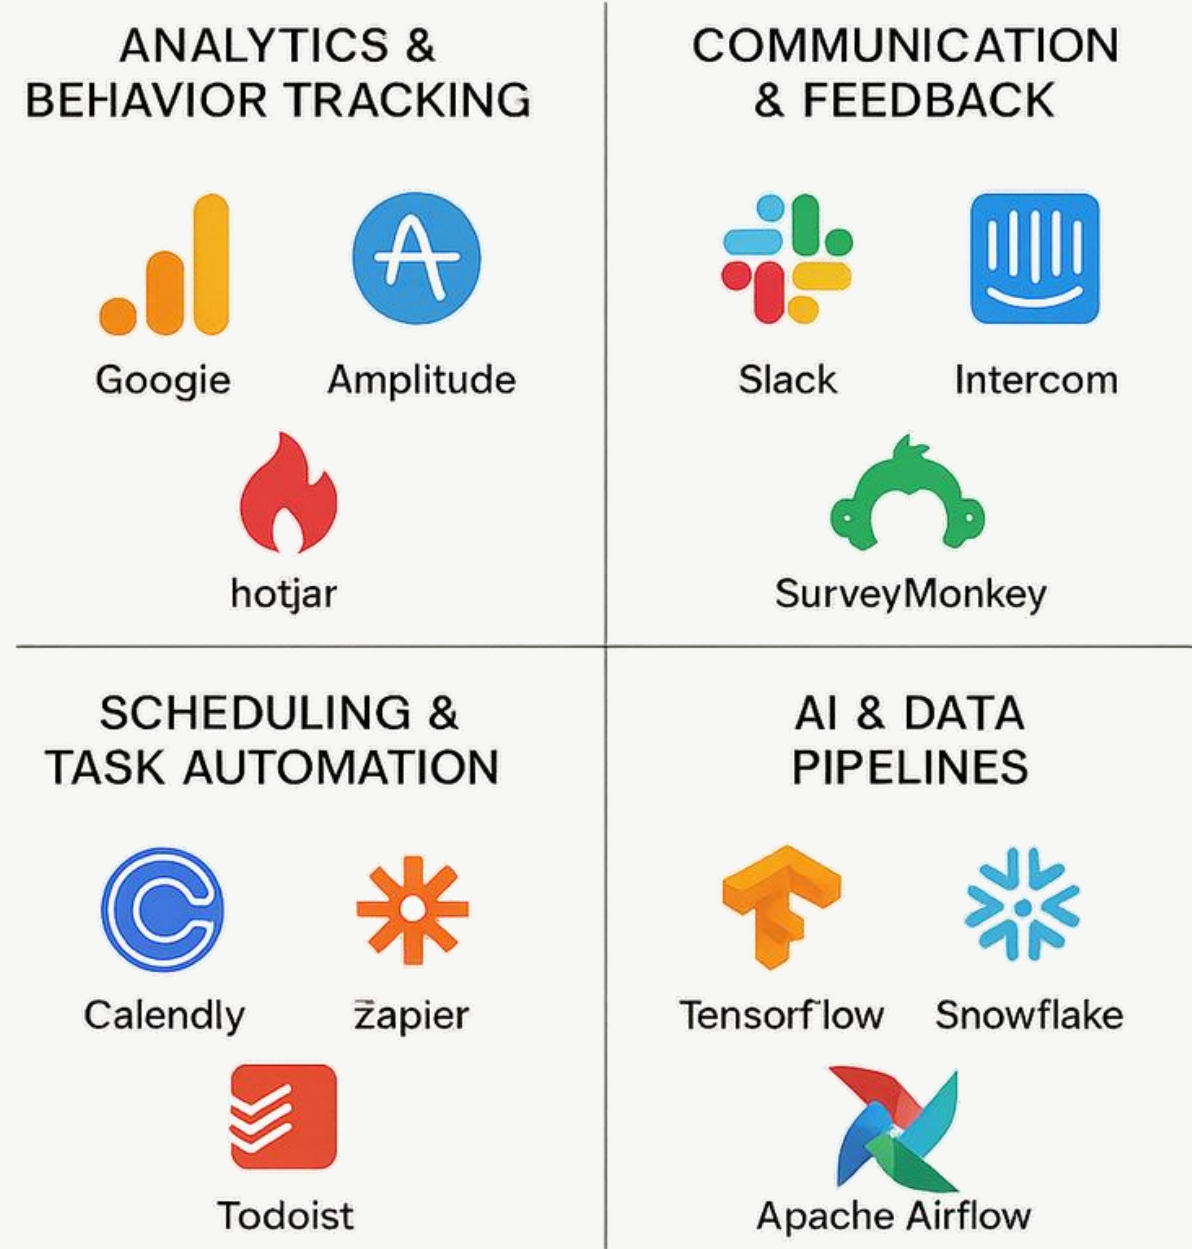 ANALYTICS &
BEHAVIOR TRACKING
Googie
Amplitude
hotjar
COMMUNICATION
& FEEDBACK
Slack
Intercom
SurveyMonkey
SCHEDULING &
TASK AUTOMATION
Calendly
Zapier
Todoist
AI & DATA
PIPELINES
Tensorflow
Snowflake
Apache Airflow